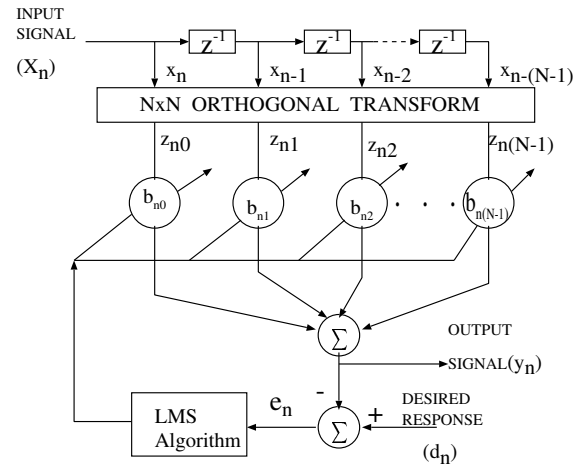 INPUT
SIGNAL
(X_n)
z^-1 z^-1 z^-1
x_n x_n-1 x_n-2 x_n-(N-1)
NxN ORTHOGONAL TRANSFORM
z_n0 z_n1 z_n2 z_n(N-1)
b_n0 b_n1 b_n2 . . . b_n(N-1)
Σ
OUTPUT
SIGNAL(y_n)
-
e_n
+
DESIRED
RESPONSE
(d_n)
LMS
Algorithm
Σ